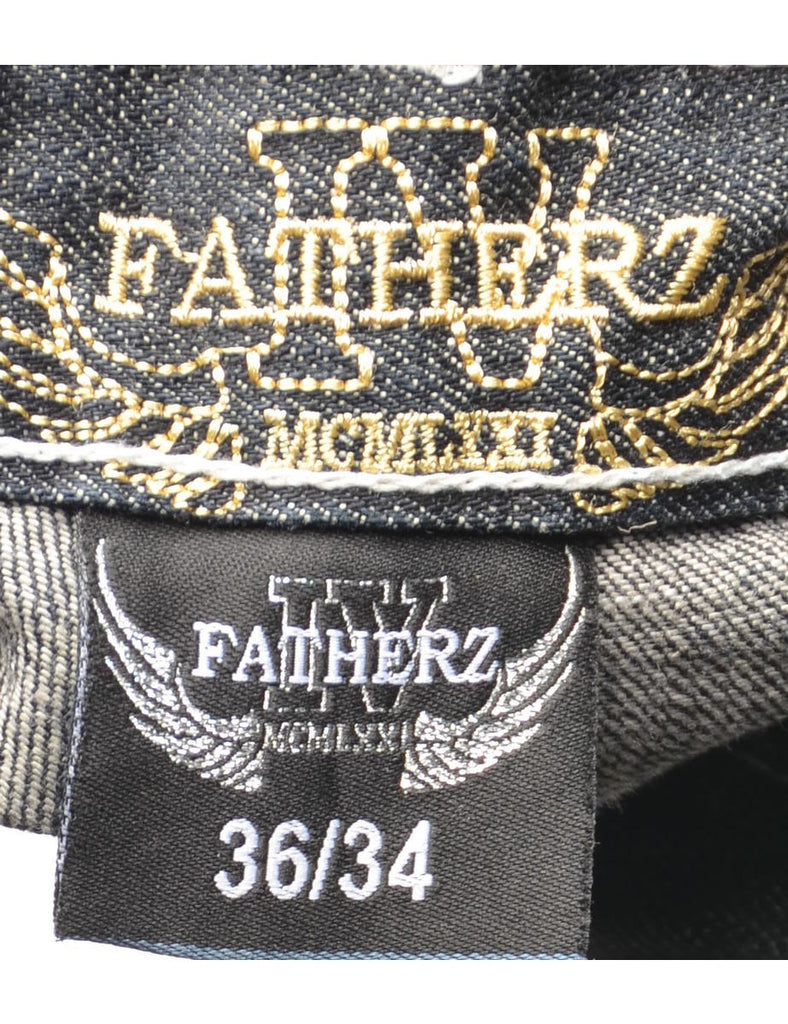 IV
FATHERZ
MCMLXXI
IV
FATHERZ
MCMLXXI
36/34